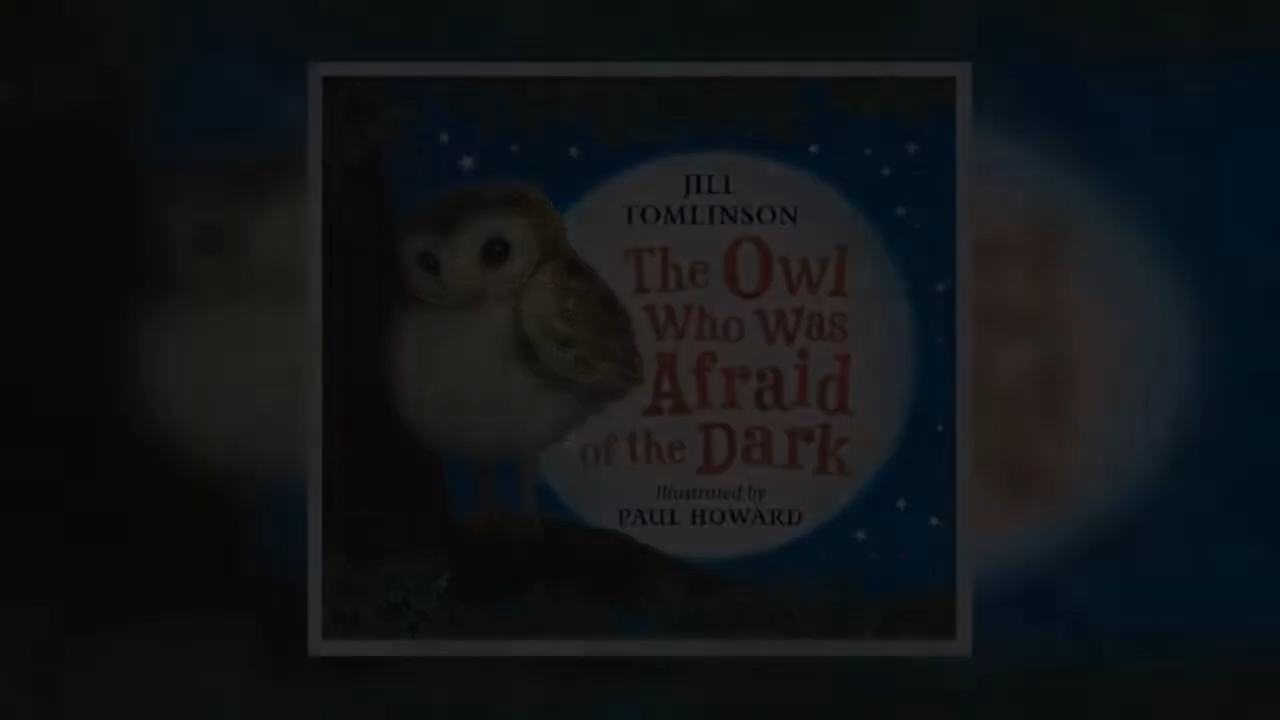 JILL
TOMLINSON
The Owl
Who Was
Afraid
of the Dark
Illustrated by
PAUL HOWARD